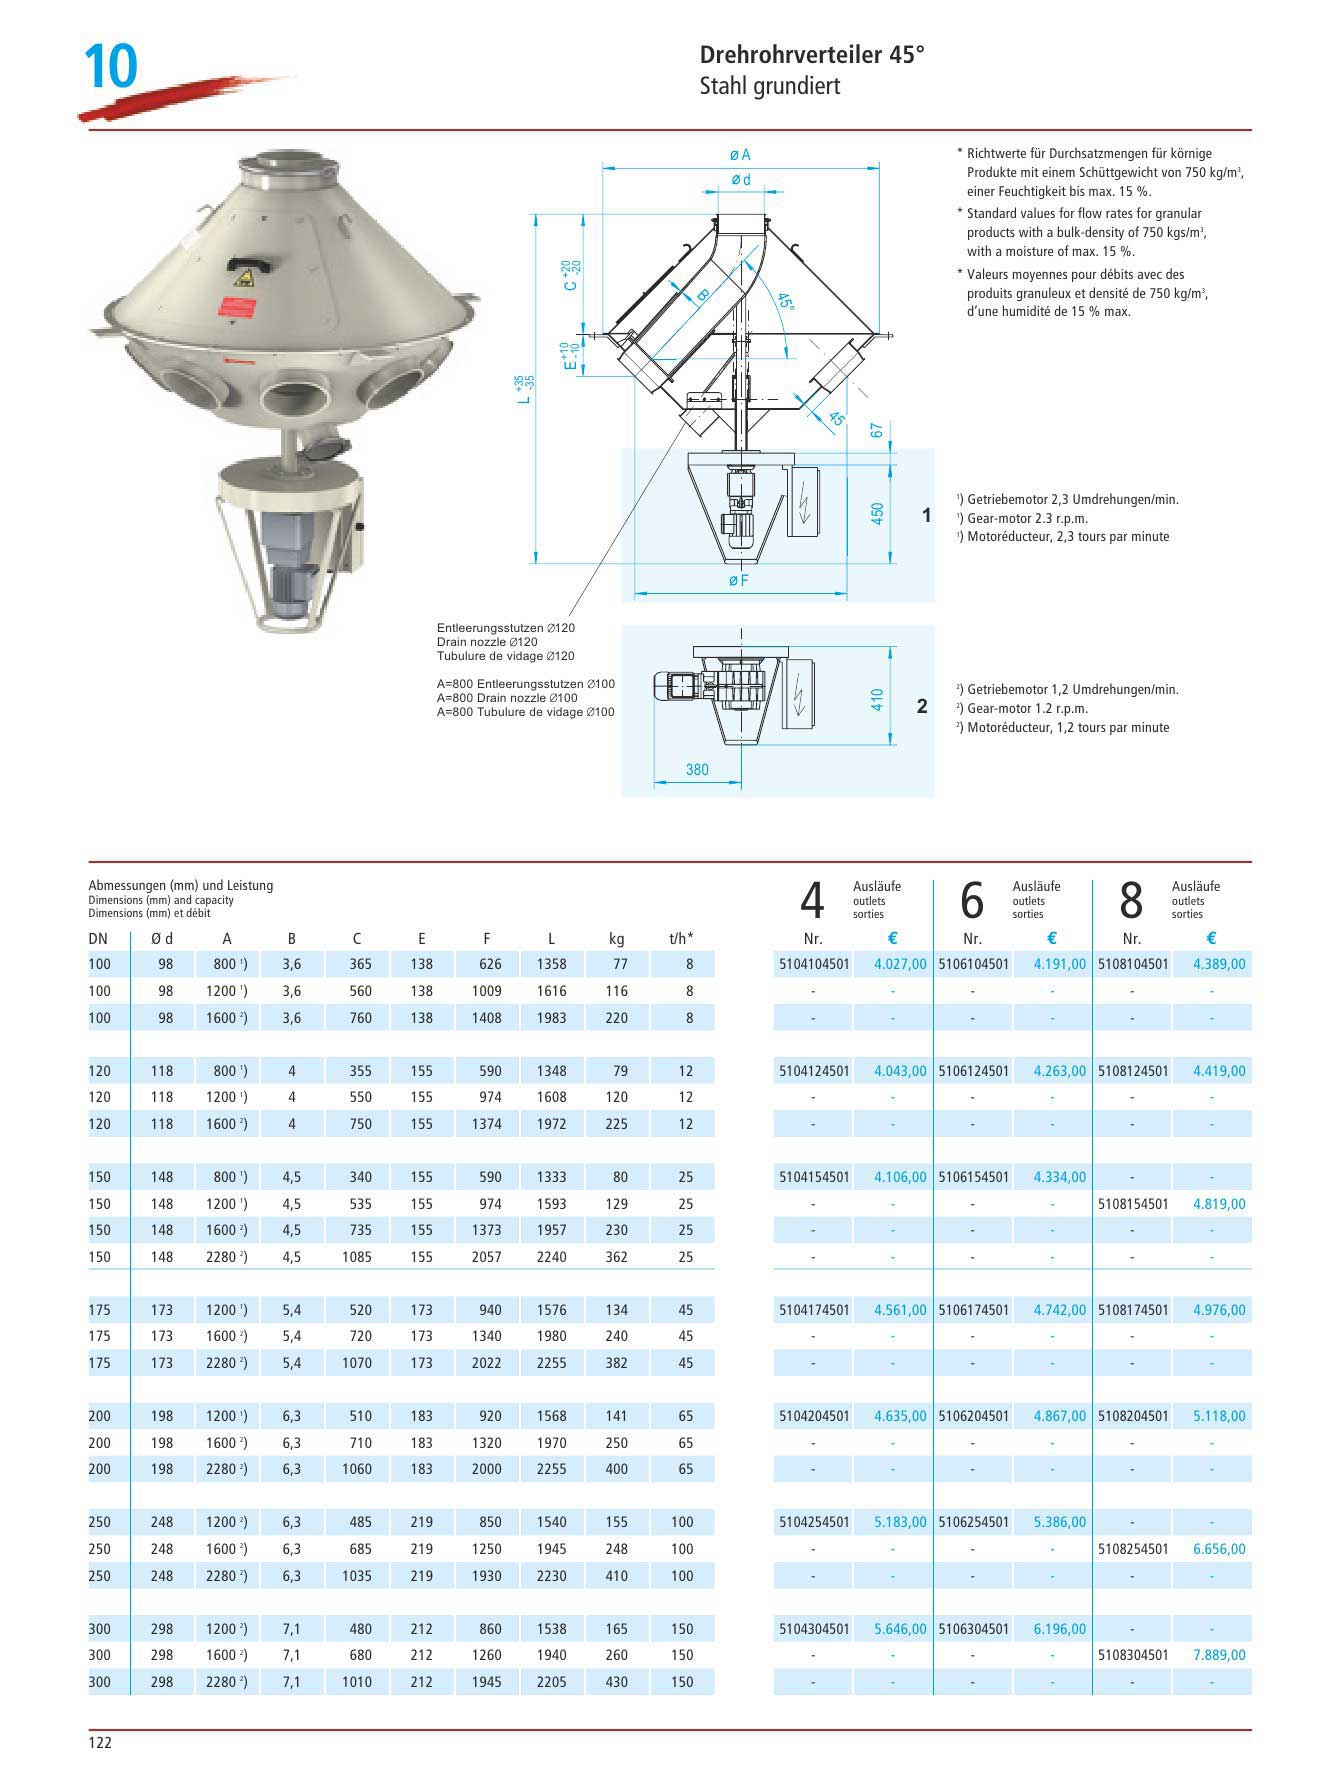 10
Drehrohrverteiler 45°
Stahl grundiert
* Richtwerte für Durchsatzmengen für körnige
Produkte mit einem Schüttgewicht von 750 kg/m³,
einer Feuchtigkeit bis max. 15 %.
* Standard values for flow rates for granular
products with a bulk-density of 750 kgs/m³,
with a moisture of max. 15 %.
* Valeurs moyennes pour débits avec des
produits granuleux et densité de 750 kg/m³,
d’une humidité de 15 % max.
ø A
ø d
C +20 -20
B
45°
E +10 -10
L +35 -35
45
67
450
1
ø F
¹) Getriebemotor 2,3 Umdrehungen/min.
¹) Gear-motor 2.3 r.p.m.
¹) Motoréducteur, 2,3 tours par minute
Entleerungsstutzen ∅120
Drain nozzle ∅120
Tubulure de vidage ∅120
A=800 Entleerungsstutzen ∅100
A=800 Drain nozzle ∅100
A=800 Tubulure de vidage ∅100
410
2
380
²) Getriebemotor 1,2 Umdrehungen/min.
²) Gear-motor 1.2 r.p.m.
²) Motoréducteur, 1,2 tours par minute
Abmessungen (mm) und Leistung
Dimensions (mm) and capacity
Dimensions (mm) et débit
4 Ausläufe outlets sorties 6 Ausläufe outlets sorties 8 Ausläufe outlets sorties
DN Ø d A B C E F L kg t/h* Nr. € Nr. € Nr. €
100 98 800 ¹) 3,6 365 138 626 1358 77 8 5104104501 4.027,00 5106104501 4.191,00 5108104501 4.389,00
100 98 1200 ¹) 3,6 560 138 1009 1616 116 8 - - - - - -
100 98 1600 ²) 3,6 760 138 1408 1983 220 8 - - - - - -
120 118 800 ¹) 4 355 155 590 1348 79 12 5104124501 4.043,00 5106124501 4.263,00 5108124501 4.419,00
120 118 1200 ¹) 4 550 155 974 1608 120 12 - - - - - -
120 118 1600 ²) 4 750 155 1374 1972 225 12 - - - - - -
150 148 800 ¹) 4,5 340 155 590 1333 80 25 5104154501 4.106,00 5106154501 4.334,00 - -
150 148 1200 ¹) 4,5 535 155 974 1593 129 25 - - - - 5108154501 4.819,00
150 148 1600 ²) 4,5 735 155 1373 1957 230 25 - - - - - -
150 148 2280 ²) 4,5 1085 155 2057 2240 362 25 - - - - - -
175 173 1200 ¹) 5,4 520 173 940 1576 134 45 5104174501 4.561,00 5106174501 4.742,00 5108174501 4.976,00
175 173 1600 ²) 5,4 720 173 1340 1980 240 45 - - - - - -
175 173 2280 ²) 5,4 1070 173 2022 2255 382 45 - - - - - -
200 198 1200 ¹) 6,3 510 183 920 1568 141 65 5104204501 4.635,00 5106204501 4.867,00 5108204501 5.118,00
200 198 1600 ²) 6,3 710 183 1320 1970 250 65 - - - - - -
200 198 2280 ²) 6,3 1060 183 2000 2255 400 65 - - - - - -
250 248 1200 ²) 6,3 485 219 850 1540 155 100 5104254501 5.183,00 5106254501 5.386,00 - -
250 248 1600 ²) 6,3 685 219 1250 1945 248 100 - - - - 5108254501 6.656,00
250 248 2280 ²) 6,3 1035 219 1930 2230 410 100 - - - - - -
300 298 1200 ²) 7,1 480 212 860 1538 165 150 5104304501 5.646,00 5106304501 6.196,00 - -
300 298 1600 ²) 7,1 680 212 1260 1940 260 150 - - - - 5108304501 7.889,00
300 298 2280 ²) 7,1 1010 212 1945 2205 430 150 - - - - - -
122